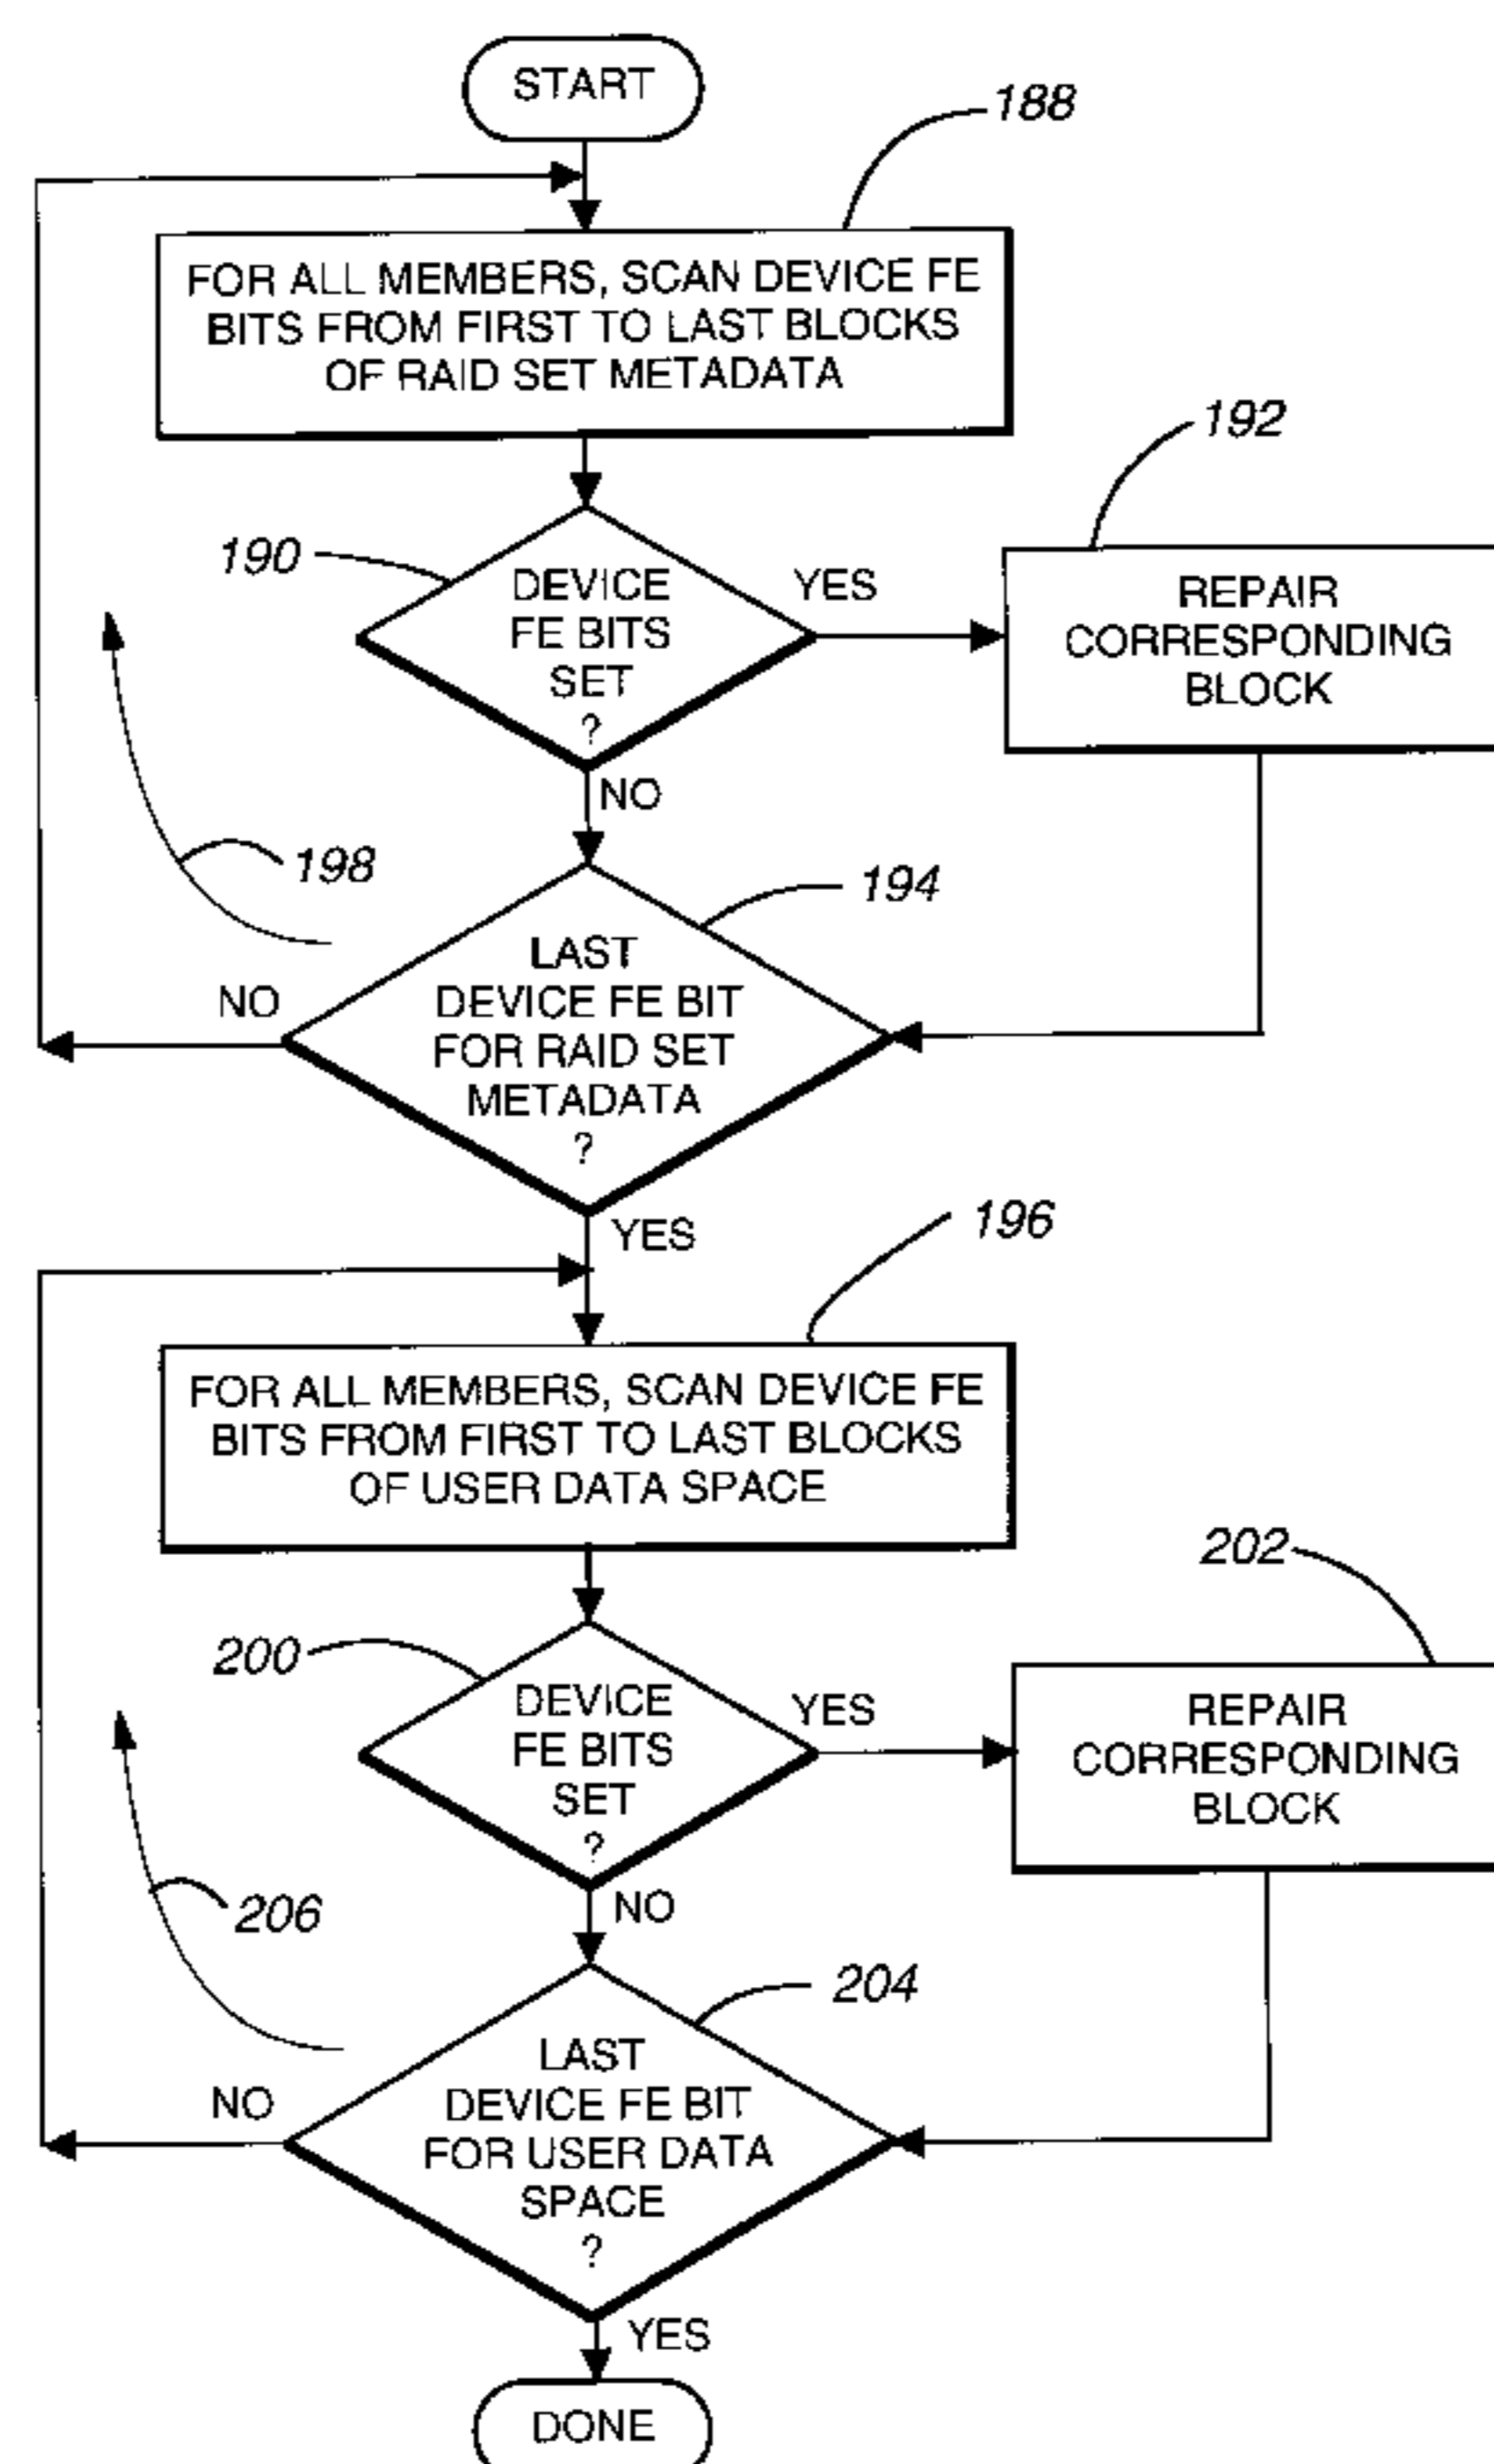 START
188
FOR ALL MEMBERS, SCAN DEVICE FE
BITS FROM FIRST TO LAST BLOCKS
OF RAID SET METADATA
192
190
DEVICE
FE BITS
SET
?
YES
REPAIR
CORRESPONDING
BLOCK
NO
198
194
LAST
DEVICE FE BIT
FOR RAID SET
METADATA
?
NO
YES
196
FOR ALL MEMBERS, SCAN DEVICE FE
BITS FROM FIRST TO LAST BLOCKS
OF USER DATA SPACE
202
200
DEVICE
FE BITS
SET
?
YES
REPAIR
CORRESPONDING
BLOCK
NO
206
204
LAST
DEVICE FE BIT
FOR USER DATA
SPACE
?
NO
YES
DONE